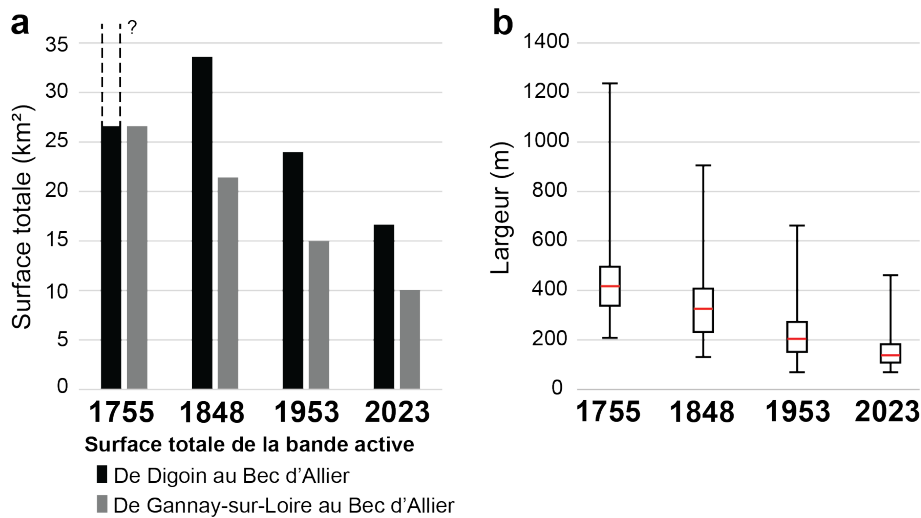 a
?
Surface totale (km²)
35
30
25
20
15
10
5
0
1755 1848 1953 2023
Surface totale de la bande active
De Digoin au Bec d'Allier
De Gannay-sur-Loire au Bec d'Allier
b
Largeur (m)
1400
1200
1000
800
600
400
200
0
1755 1848 1953 2023